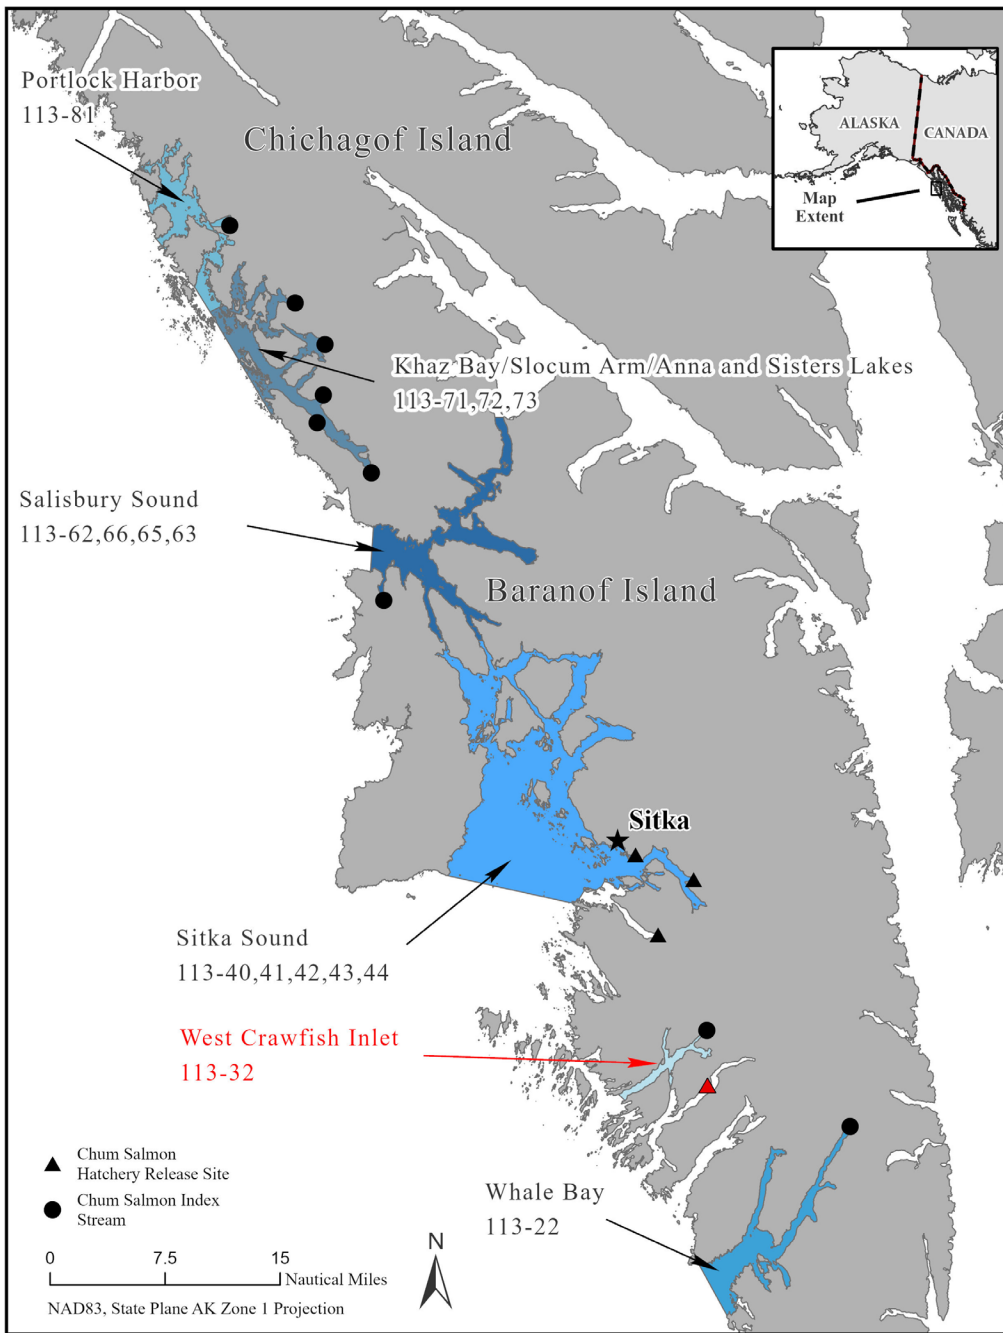 Portlock Harbor
113-81
Chichagof Island
ALASKA
CANADA
Map
Extent
Khaz Bay/Slocum Arm/Anna and Sisters Lakes
113-71,72,73
Salisbury Sound
113-62,66,65,63
Baranof Island
Sitka
Sitka Sound
113-40,41,42,43,44
West Crawfish Inlet
113-32
Whale Bay
113-22
Chum Salmon
Hatchery Release Site
Chum Salmon Index
Stream
0 7.5 15
Nautical Miles
N
NAD83, State Plane AK Zone 1 Projection